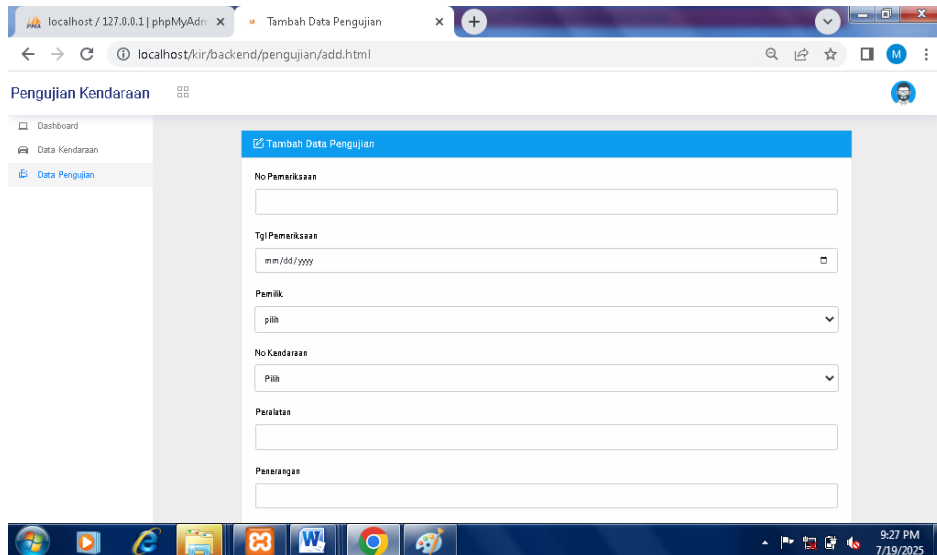 localhost / 127.0.0.1 | phpMyAdm
Tambah Data Pengujian
localhost/kir/backend/pengujian/add.html
M
Pengujian Kendaraan
Dashboard
Data Kendaraan
Data Pengujian
Tambah Data Pengujian
No Pemeriksaan
Tgl Pemeriksaan
mm/dd/yyyy
Pemilik
pilih
No Kendaraan
Pilih
Peralatan
Penerangan
9:27 PM
7/19/2025